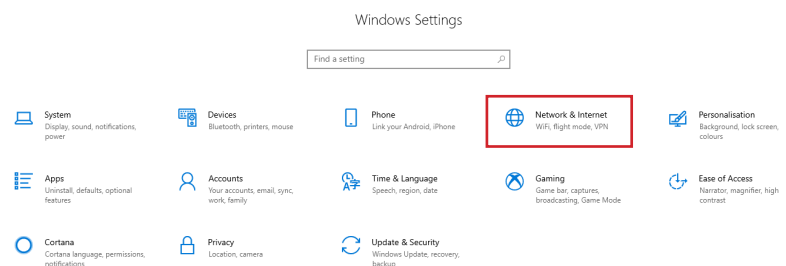 Windows Settings
Find a setting
System
Display, sound, notifications,
power
Devices
Bluetooth, printers, mouse
Phone
Link your Android, iPhone
Network & Internet
WiFi, flight mode, VPN
Personalisation
Background, lock screen,
colours
Apps
Uninstall, defaults, optional
features
Accounts
Your accounts, email, sync,
work, family
Time & Language
Speech, region, date
Gaming
Game bar, captures,
broadcasting, Game Mode
Ease of Access
Narrator, magnifier, high
contrast
Cortana
Cortana language, permissions,
notifications
Privacy
Location, camera
Update & Security
Windows Update, recovery,
backup